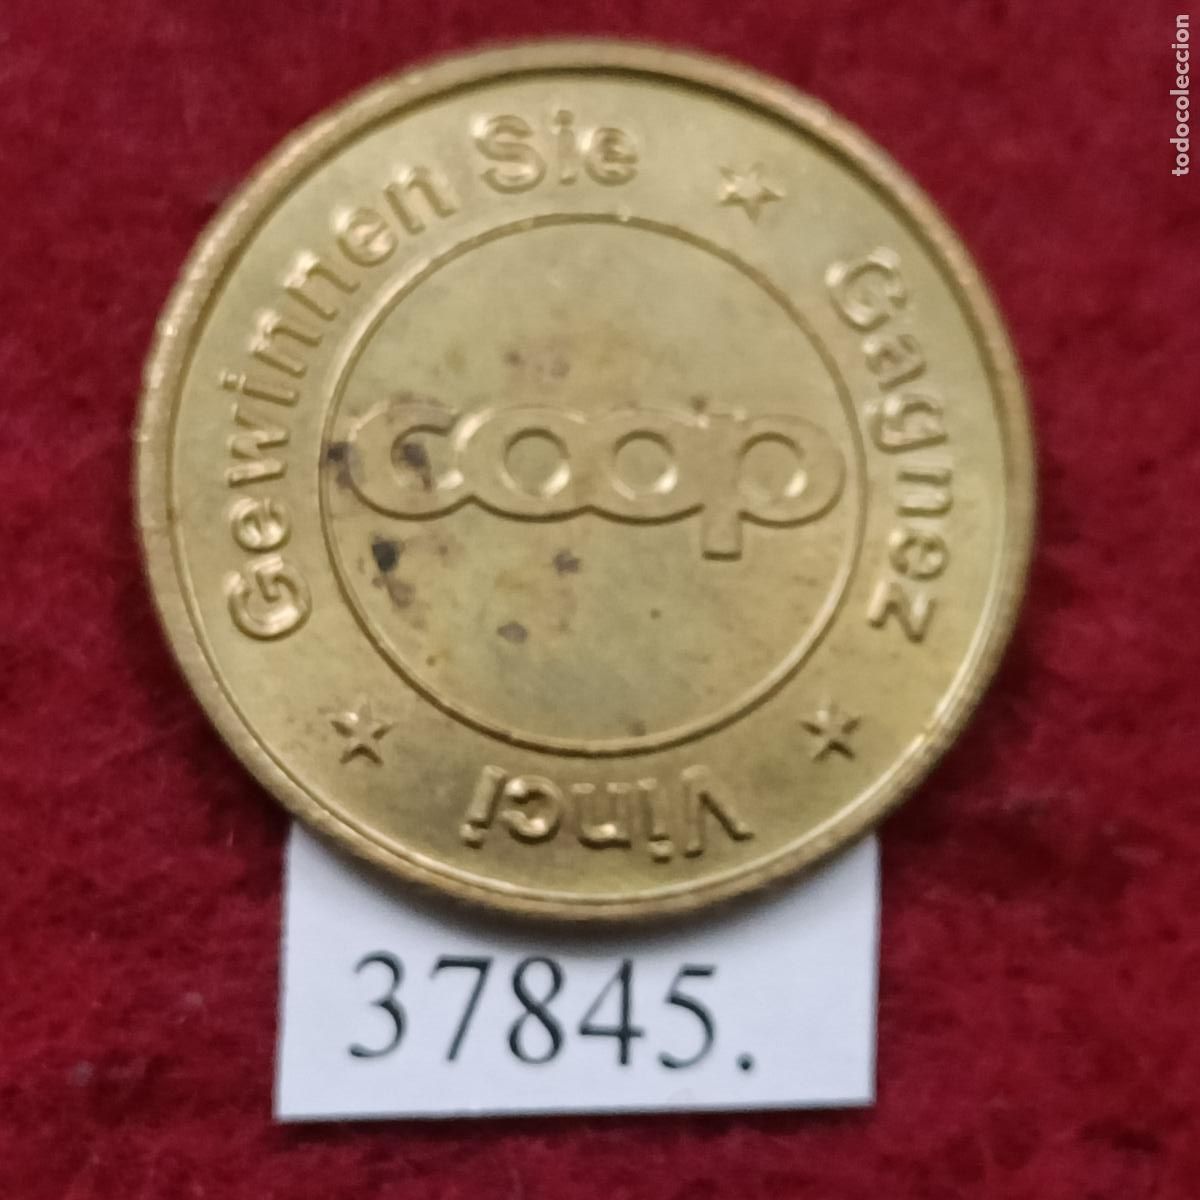 Gewinnen Sie
Gagnez
Vinci
coop
37845.
todocoleccion